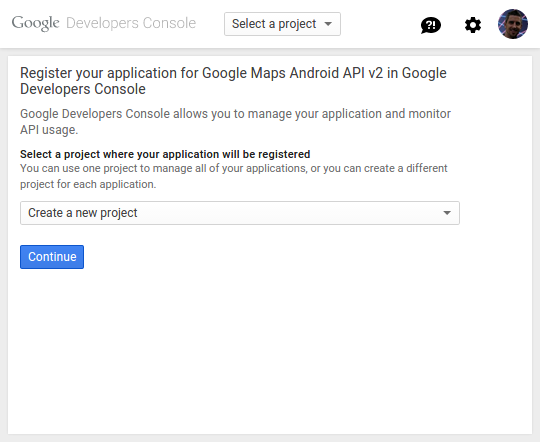 Google Developers Console
Select a project
?!
Register your application for Google Maps Android API v2 in Google
Developers Console
Google Developers Console allows you to manage your application and monitor
API usage.
Select a project where your application will be registered
You can use one project to manage all of your applications, or you can create a different
project for each application.
Create a new project
Continue